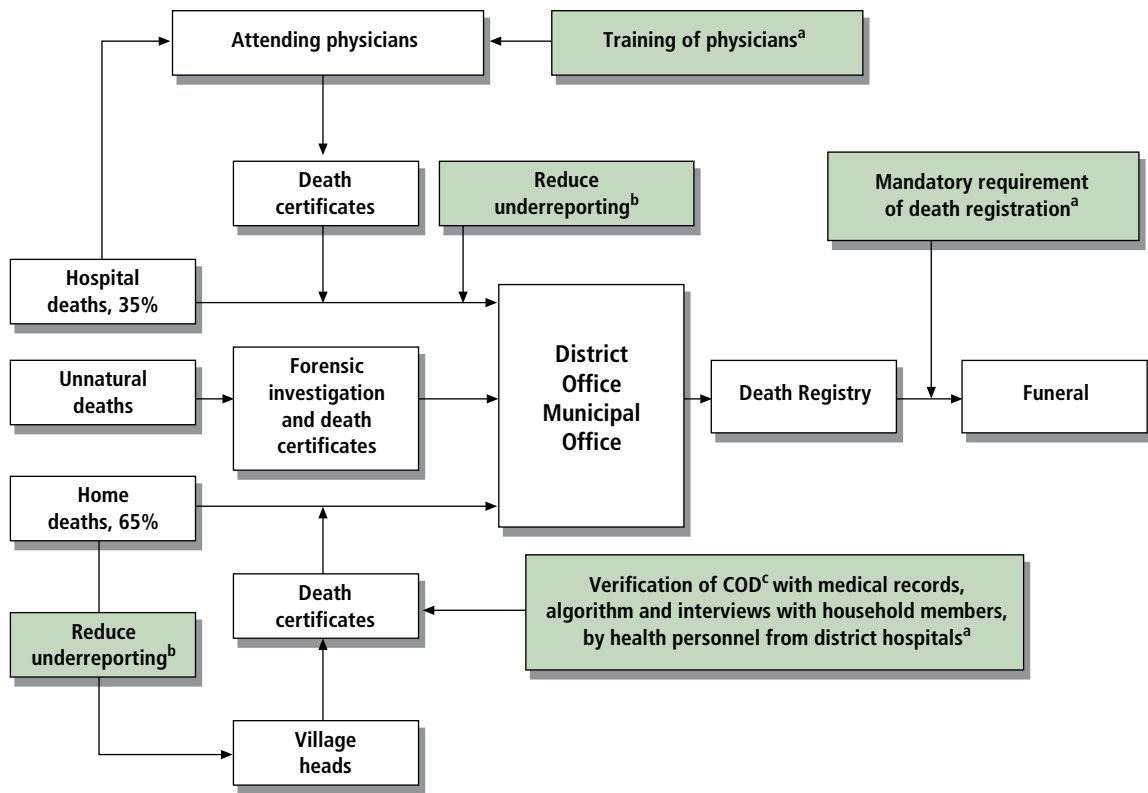 Attending physicians
Training of physiciansᵃ
Death
certificates
Reduce
underreportingᵇ
Mandatory requirement
of death registrationᵃ
Hospital
deaths, 35%
Unnatural
deaths
Forensic
investigation
and death
certificates
District
Office
Municipal
Office
Death Registry
Funeral
Home
deaths, 65%
Death
certificates
Verification of CODᶜ with medical records,
algorithm and interviews with household members,
by health personnel from district hospitalsᵃ
Reduce
underreportingᵇ
Village
heads